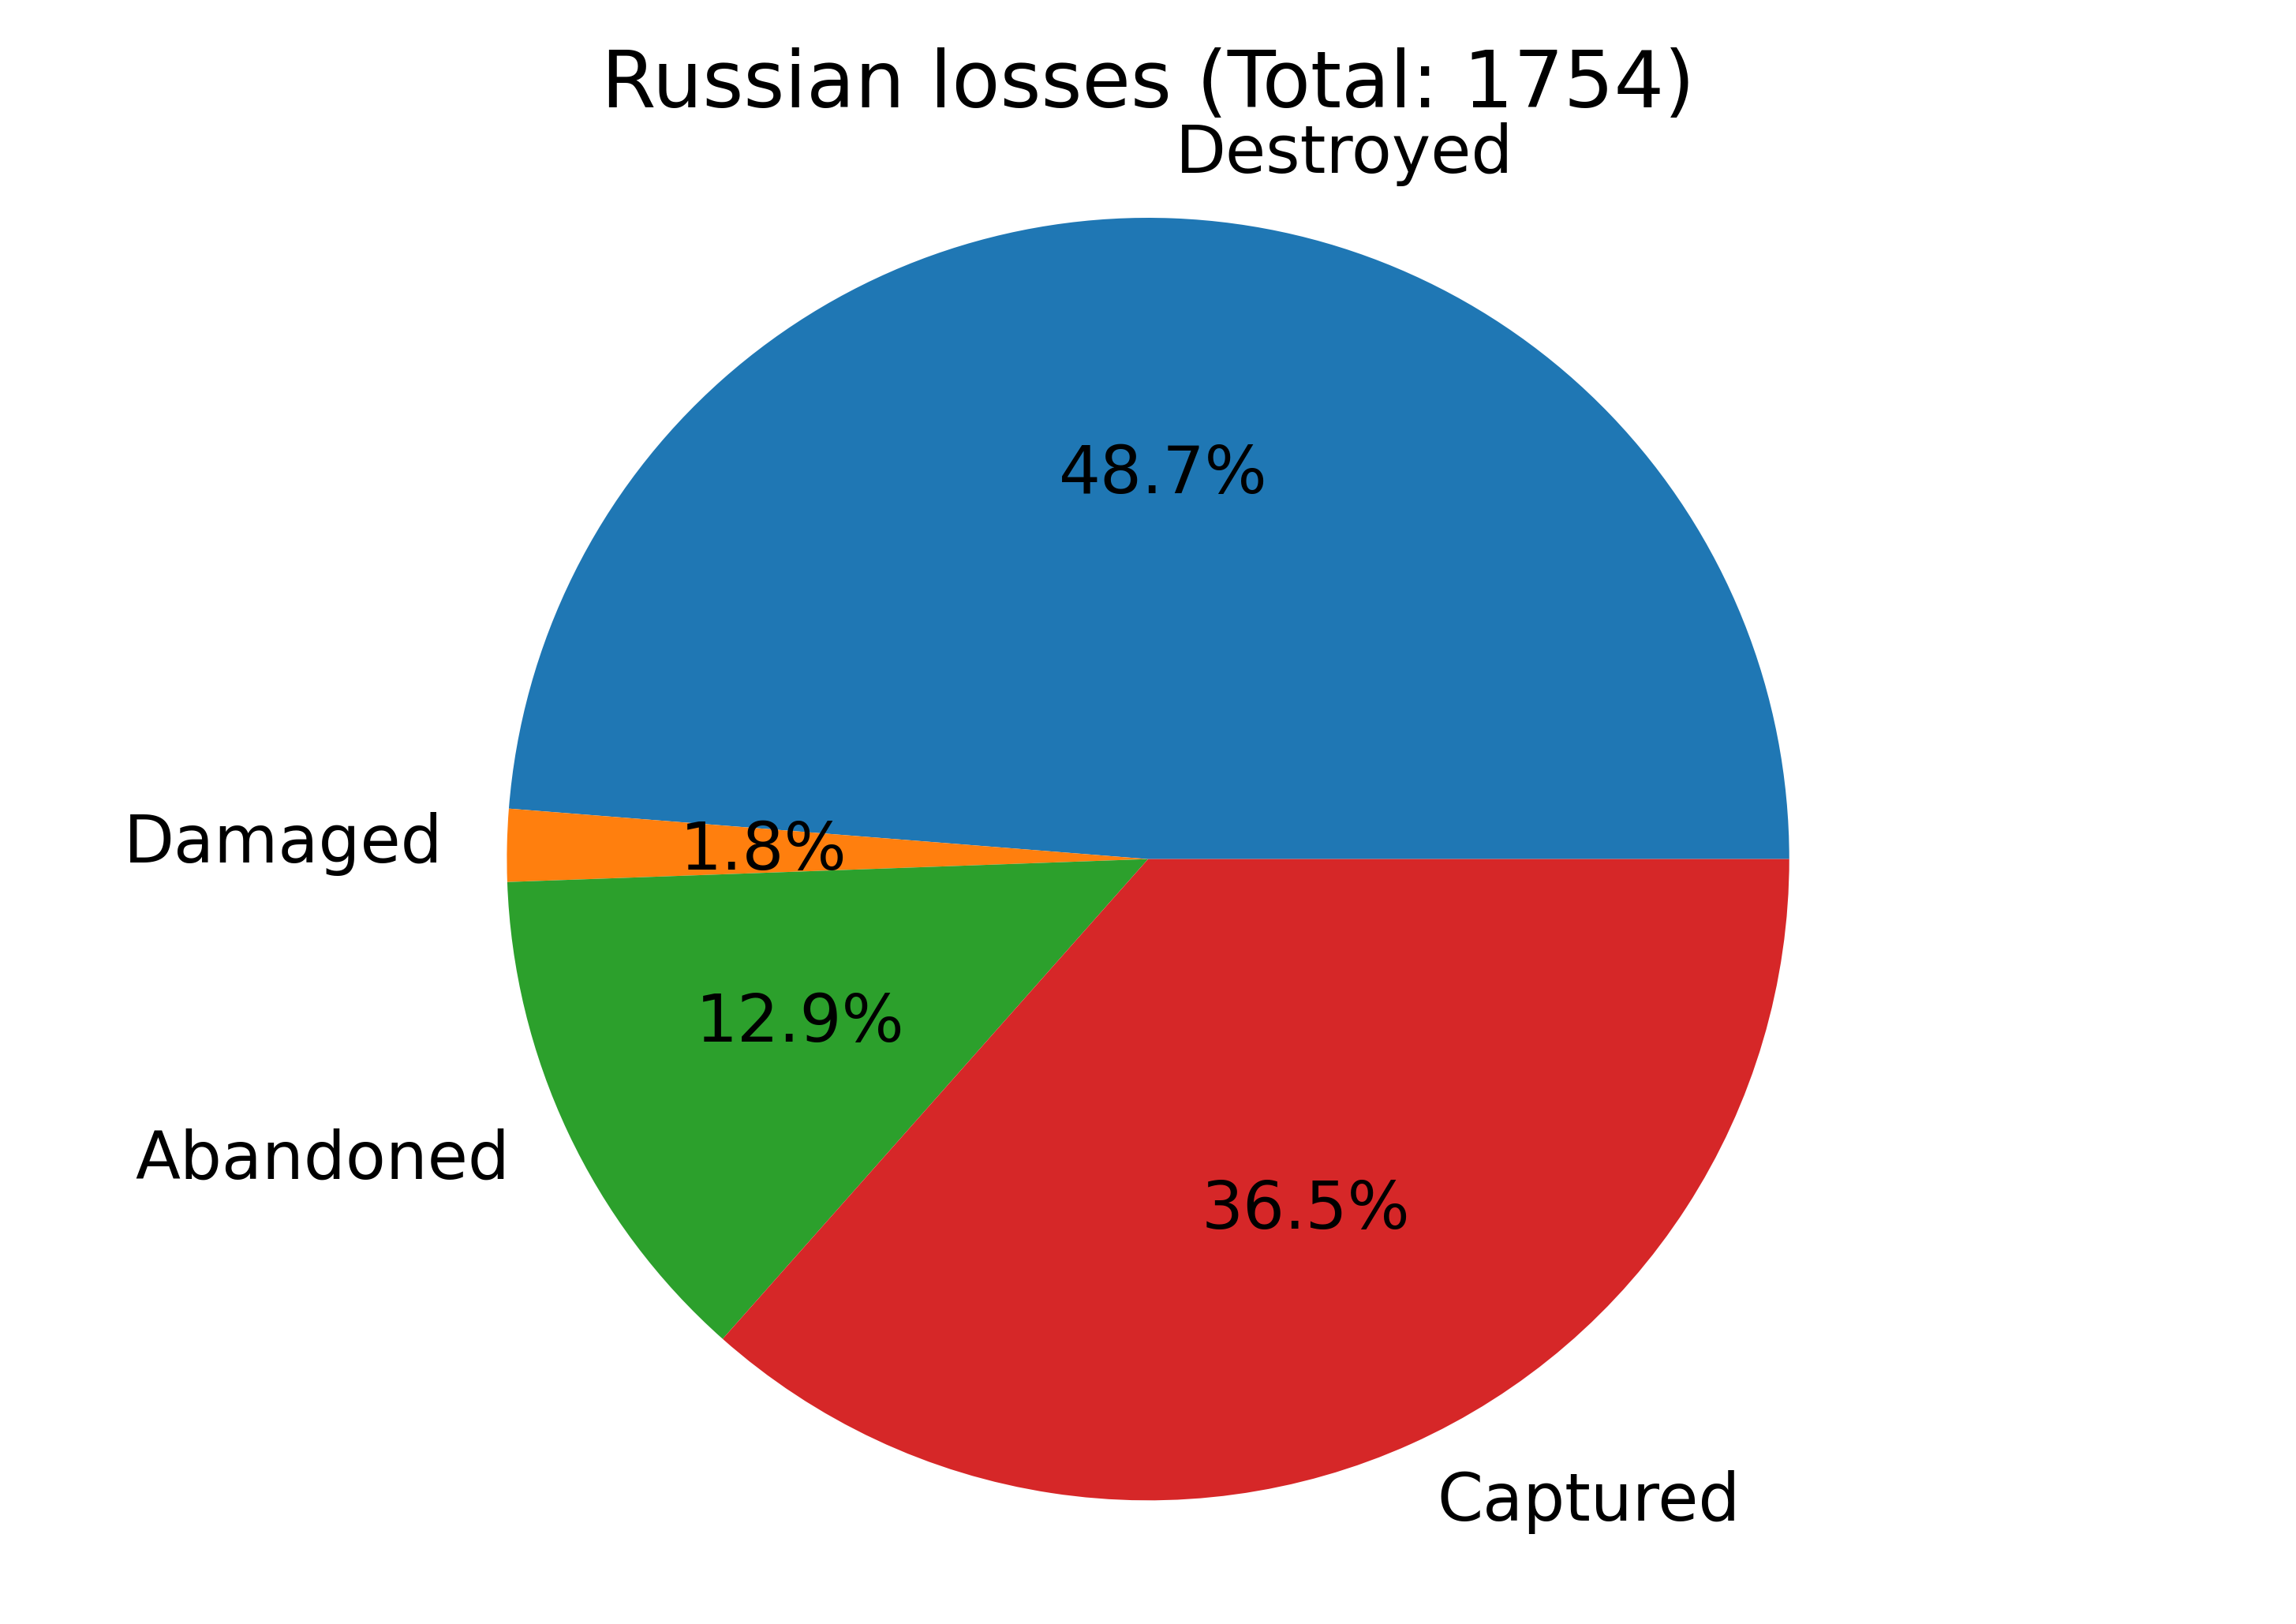 Russian losses (Total: 1754)
Destroyed
48.7%
Damaged
1.8%
12.9%
Abandoned
36.5%
Captured